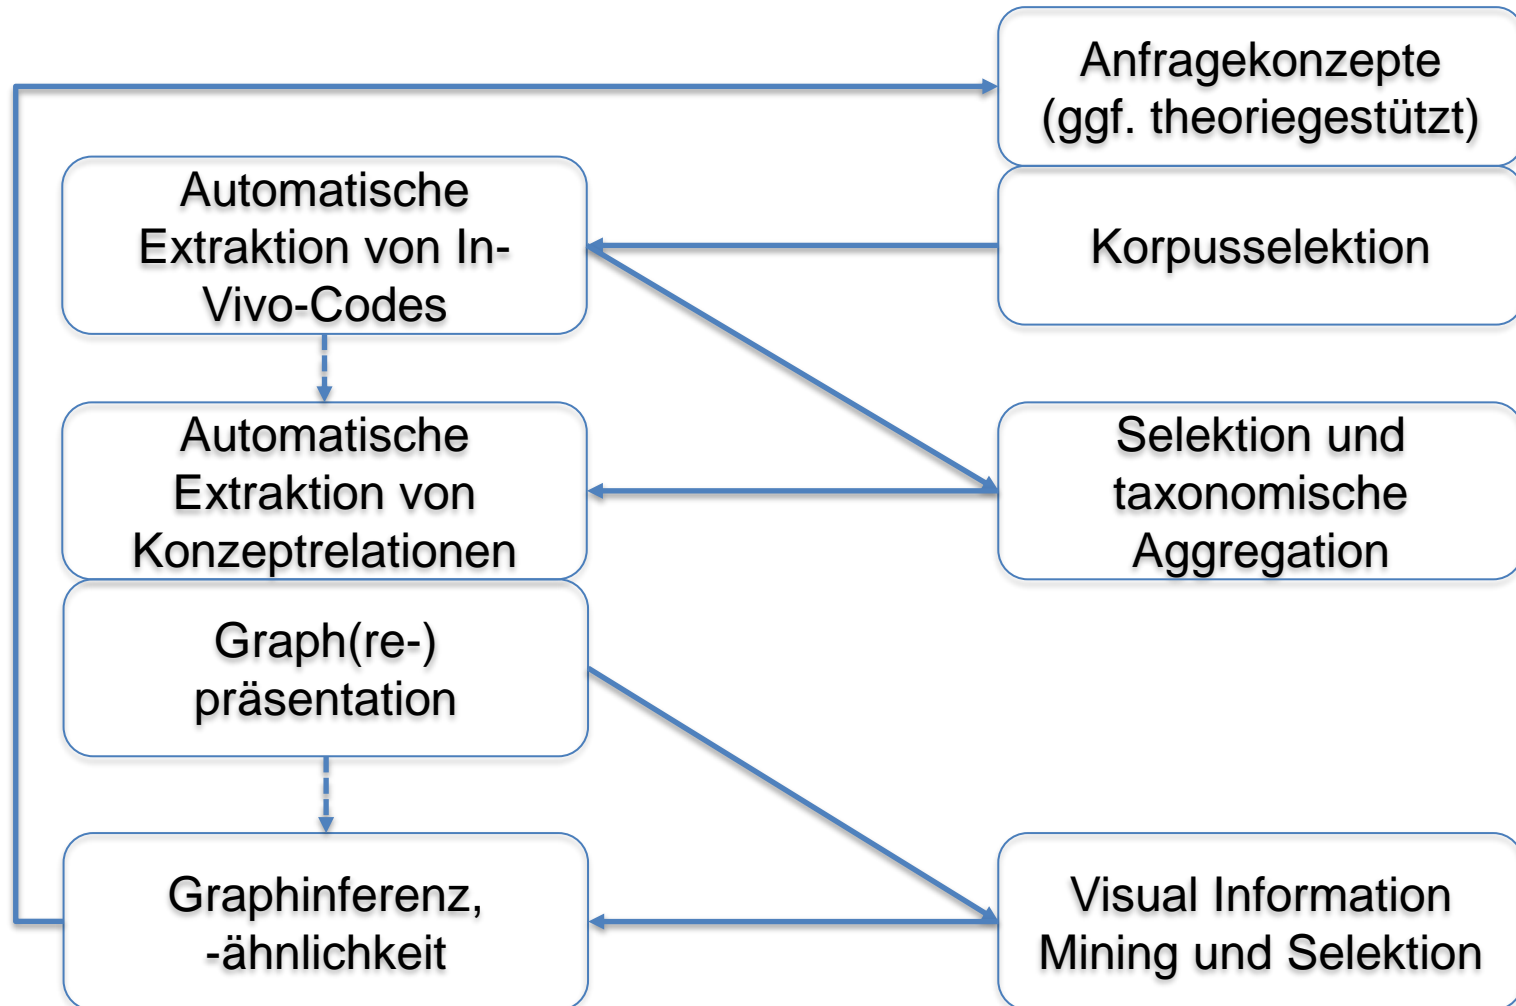 Anfragekonzepte
(ggf. theoriegestützt)
Automatische
Extraktion von In-
Vivo-Codes
Korpusselektion
Automatische
Extraktion von
Konzeptrelationen
Selektion und
taxonomische
Aggregation
Graph(re-)
präsentation
Graphinferenz,
-ähnlichkeit
Visual Information
Mining und Selektion